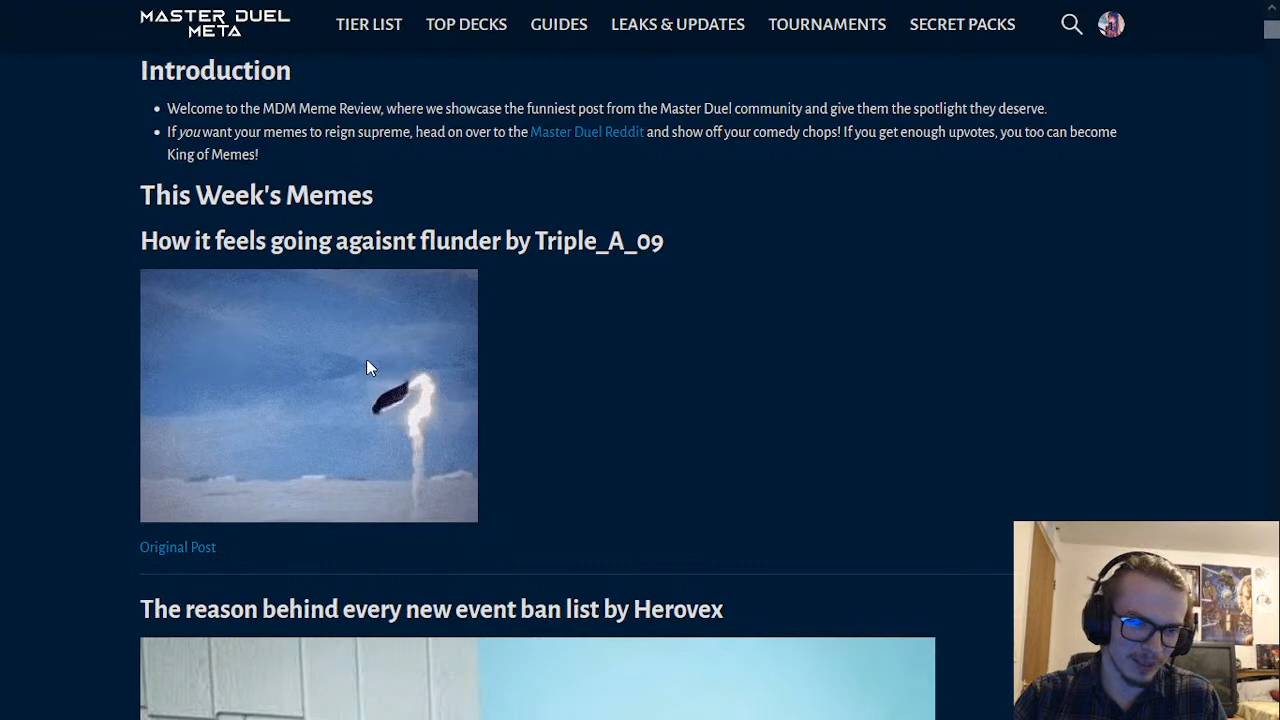 MASTER DUEL
META
TIER LIST
TOP DECKS
GUIDES
LEAKS & UPDATES
TOURNAMENTS
SECRET PACKS
Introduction
• Welcome to the MDM Meme Review, where we showcase the funniest post from the Master Duel community and give them the spotlight they deserve.
• If you want your memes to reign supreme, head on over to the Master Duel Reddit and show off your comedy chops! If you get enough upvotes, you too can become
King of Memes!
This Week's Memes
How it feels going agaisnt flunder by Triple_A_09
Original Post
The reason behind every new event ban list by Herovex